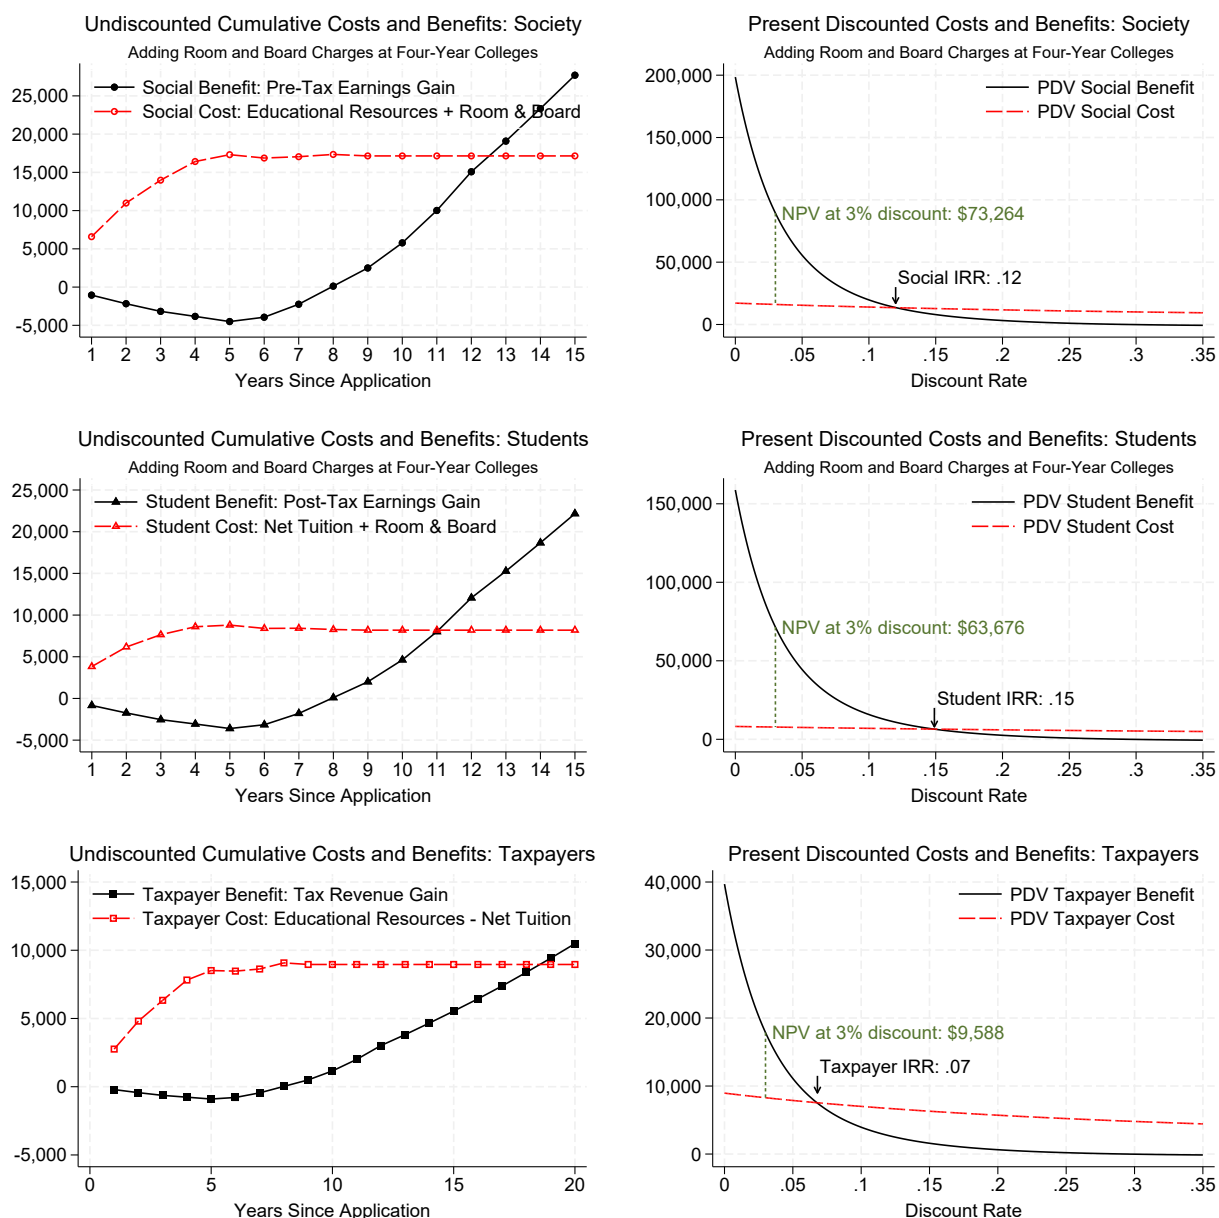 Undiscounted Cumulative Costs and Benefits: Society
Adding Room and Board Charges at Four-Year Colleges
Social Benefit: Pre-Tax Earnings Gain
Social Cost: Educational Resources + Room & Board
25,000
20,000
15,000
10,000
5,000
0
-5,000
1 2 3 4 5 6 7 8 9 10 11 12 13 14 15
Years Since Application
Present Discounted Costs and Benefits: Society
Adding Room and Board Charges at Four-Year Colleges
PDV Social Benefit
PDV Social Cost
200,000
150,000
100,000
50,000
0
NPV at 3% discount: $73,264
Social IRR: .12
0 .05 .1 .15 .2 .25 .3 .35
Discount Rate
Undiscounted Cumulative Costs and Benefits: Students
Adding Room and Board Charges at Four-Year Colleges
Student Benefit: Post-Tax Earnings Gain
Student Cost: Net Tuition + Room & Board
25,000
20,000
15,000
10,000
5,000
0
-5,000
1 2 3 4 5 6 7 8 9 10 11 12 13 14 15
Years Since Application
Present Discounted Costs and Benefits: Students
Adding Room and Board Charges at Four-Year Colleges
PDV Student Benefit
PDV Student Cost
150,000
100,000
50,000
0
NPV at 3% discount: $63,676
Student IRR: .15
0 .05 .1 .15 .2 .25 .3 .35
Discount Rate
Undiscounted Cumulative Costs and Benefits: Taxpayers
Taxpayer Benefit: Tax Revenue Gain
Taxpayer Cost: Educational Resources - Net Tuition
15,000
10,000
5,000
0
-5,000
0 5 10 15 20
Years Since Application
Present Discounted Costs and Benefits: Taxpayers
PDV Taxpayer Benefit
PDV Taxpayer Cost
40,000
30,000
20,000
10,000
0
NPV at 3% discount: $9,588
Taxpayer IRR: .07
0 .05 .1 .15 .2 .25 .3 .35
Discount Rate